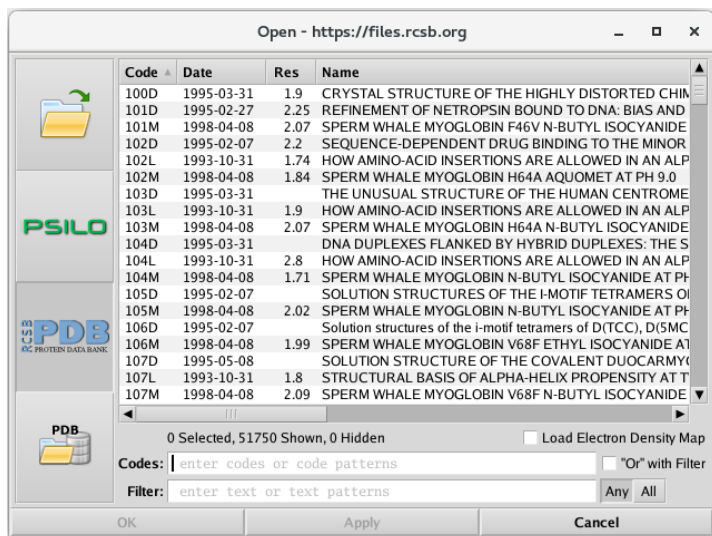 Open - https://files.rcsb.org
Code Date Res Name
100D 1995-03-31 1.9 CRYSTAL STRUCTURE OF THE HIGHLY DISTORTED CHIM
101D 1995-02-27 2.25 REFINEMENT OF NETROPSIN BOUND TO DNA: BIAS AND
101M 1998-04-08 2.07 SPERM WHALE MYOGLOBIN F46V N-BUTYL ISOCYANIDE
102D 1995-02-07 2.2 SEQUENCE-DEPENDENT DRUG BINDING TO THE MINOR
102L 1993-10-31 1.74 HOW AMINO-ACID INSERTIONS ARE ALLOWED IN AN ALP
102M 1998-04-08 1.84 SPERM WHALE MYOGLOBIN H64A AQUOMET AT PH 9.0
103D 1995-03-31 THE UNUSUAL STRUCTURE OF THE HUMAN CENTROME
103L 1993-10-31 1.9 HOW AMINO-ACID INSERTIONS ARE ALLOWED IN AN ALP
103M 1998-04-08 2.07 SPERM WHALE MYOGLOBIN H64A N-BUTYL ISOCYANIDE
104D 1995-03-31 DNA DUPLEXES FLANKED BY HYBRID DUPLEXES: THE S
104L 1993-10-31 2.8 HOW AMINO-ACID INSERTIONS ARE ALLOWED IN AN ALP
104M 1998-04-08 1.71 SPERM WHALE MYOGLOBIN N-BUTYL ISOCYANIDE AT PH
105D 1995-02-07 SOLUTION STRUCTURES OF THE I-MOTIF TETRAMERS O
105M 1998-04-08 2.02 SPERM WHALE MYOGLOBIN N-BUTYL ISOCYANIDE AT PH
106D 1995-02-07 Solution structures of the i-motif tetramers of D(TCC), D(5MC
106M 1998-04-08 1.99 SPERM WHALE MYOGLOBIN V68F ETHYL ISOCYANIDE AT
107D 1995-05-08 SOLUTION STRUCTURE OF THE COVALENT DUOCARMY
107L 1993-10-31 1.8 STRUCTURAL BASIS OF ALPHA-HELIX PROPENSITY AT T
107M 1998-04-08 2.09 SPERM WHALE MYOGLOBIN V68F N-BUTYL ISOCYANIDE
PSILO
RCSB PDB
PROTEIN DATA BANK
PDB
0 Selected, 51750 Shown, 0 Hidden Load Electron Density Map
Codes: enter codes or code patterns "Or" with Filter
Filter: enter text or text patterns Any All
OK Apply Cancel